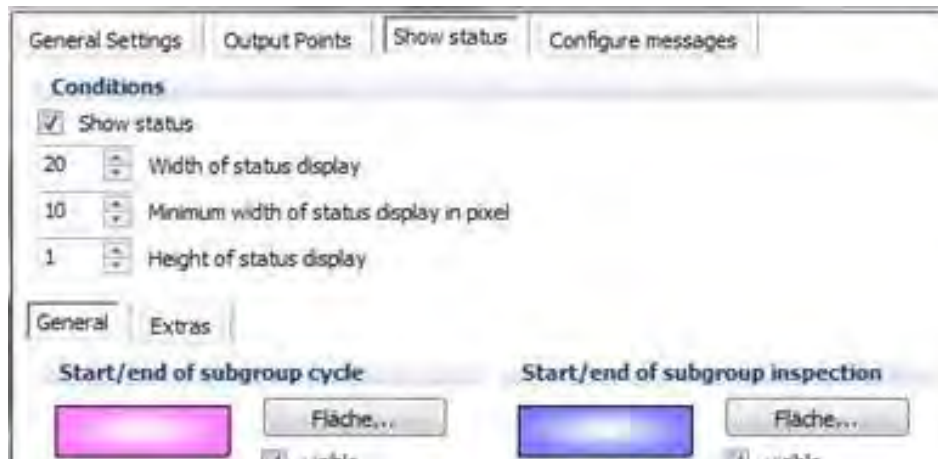 General Settings Output Points Show status Configure messages
Conditions
Show status
20 Width of status display
10 Minimum width of status display in pixel
1 Height of status display
General Extras
Start/end of subgroup cycle Start/end of subgroup inspection
Fläche... Fläche...